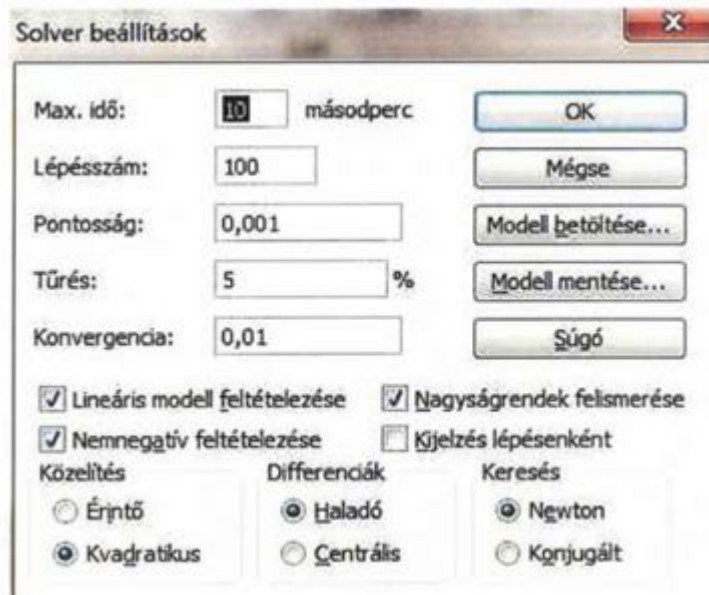 Solver beállítások
Max. idő: 10 másodperc OK
Lépésszám: 100 Mégse
Pontosság: 0,001 Modell betöltése...
Tűrés: 5 % Modell mentése...
Konvergencia: 0,01 Súgó
Lineáris modell feltételezése Nagyságrendek felismerése
Nemnegatív feltételezése Kijelzés lépésenként
Közelítés Differenciák Keresés
Érintő Haladó Newton
Kvadratikus Centrális Konjugált